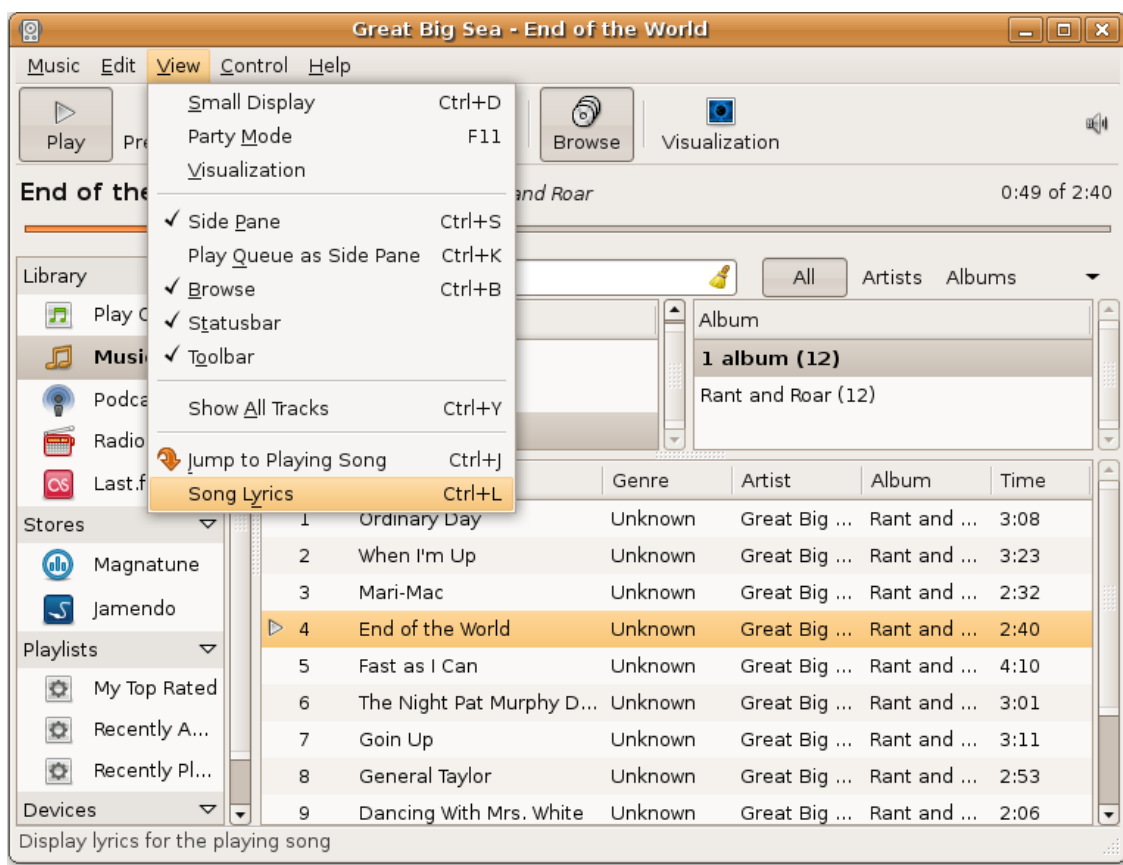 Great Big Sea - End of the World
Music Edit View Control Help
Play
Browse Visualization
Small Display Ctrl+D
Party Mode F11
Visualization
Side Pane Ctrl+S
Play Queue as Side Pane Ctrl+K
Browse Ctrl+B
Statusbar
Toolbar
Show All Tracks Ctrl+Y
Jump to Playing Song Ctrl+J
Song Lyrics Ctrl+L
End of the and Roar 0:49 of 2:40
Library
Play
Music
Radio
Stores
Magnatune
Jamendo
Playlists
My Top Rated
Recently A...
Recently Pl...
Devices
All Artists Albums
Album
1 album (12)
Rant and Roar (12)
Genre Artist Album Time
1 Ordinary Day Unknown Great Big ... Rant and ... 3:08
2 When I'm Up Unknown Great Big ... Rant and ... 3:23
3 Mari-Mac Unknown Great Big ... Rant and ... 2:32
4 End of the World Unknown Great Big ... Rant and ... 2:40
5 Fast as I Can Unknown Great Big ... Rant and ... 4:10
6 The Night Pat Murphy D... Unknown Great Big ... Rant and ... 3:01
7 Goin Up Unknown Great Big ... Rant and ... 3:11
8 General Taylor Unknown Great Big ... Rant and ... 2:53
9 Dancing With Mrs. White Unknown Great Big ... Rant and ... 2:06
Display lyrics for the playing song